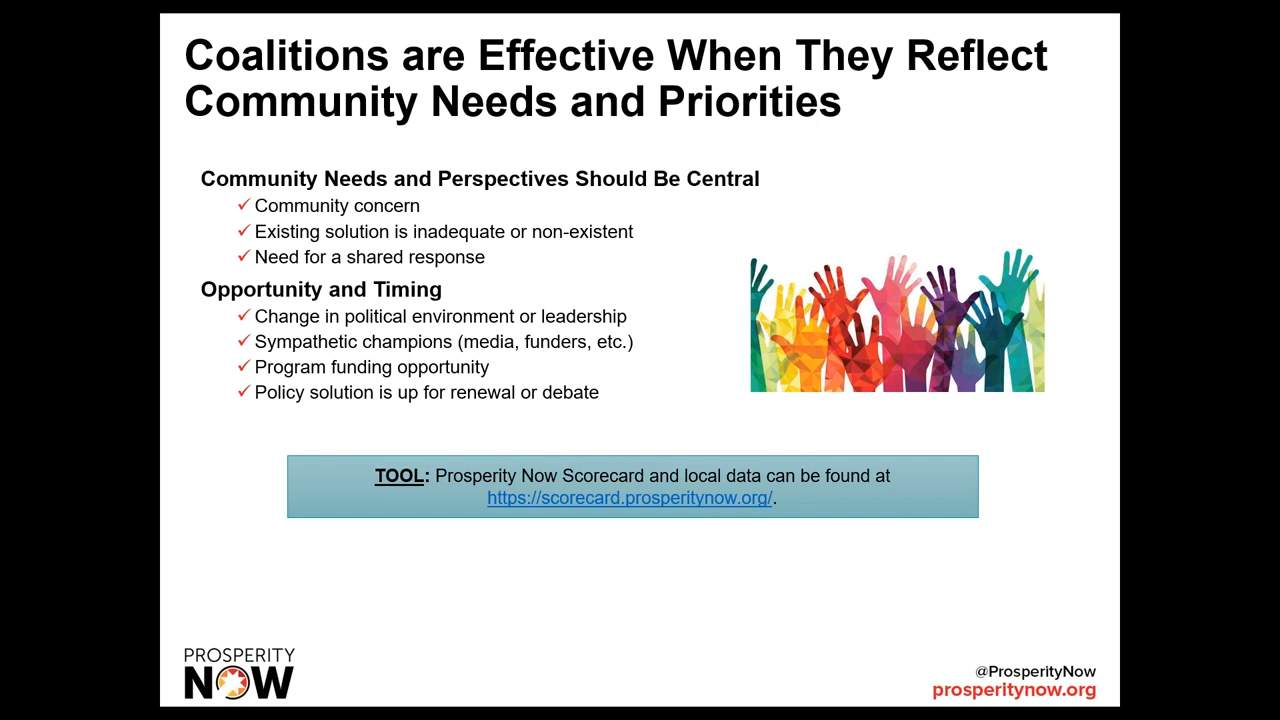 Coalitions are Effective When They Reflect
Community Needs and Priorities
Community Needs and Perspectives Should Be Central
✓Community concern
✓Existing solution is inadequate or non-existent
✓Need for a shared response
Opportunity and Timing
✓Change in political environment or leadership
✓Sympathetic champions (media, funders, etc.)
✓Program funding opportunity
✓Policy solution is up for renewal or debate
TOOL: Prosperity Now Scorecard and local data can be found at
https://scorecard.prosperitynow.org/.
PROSPERITY
NOW
@ProsperityNow
prosperitynow.org